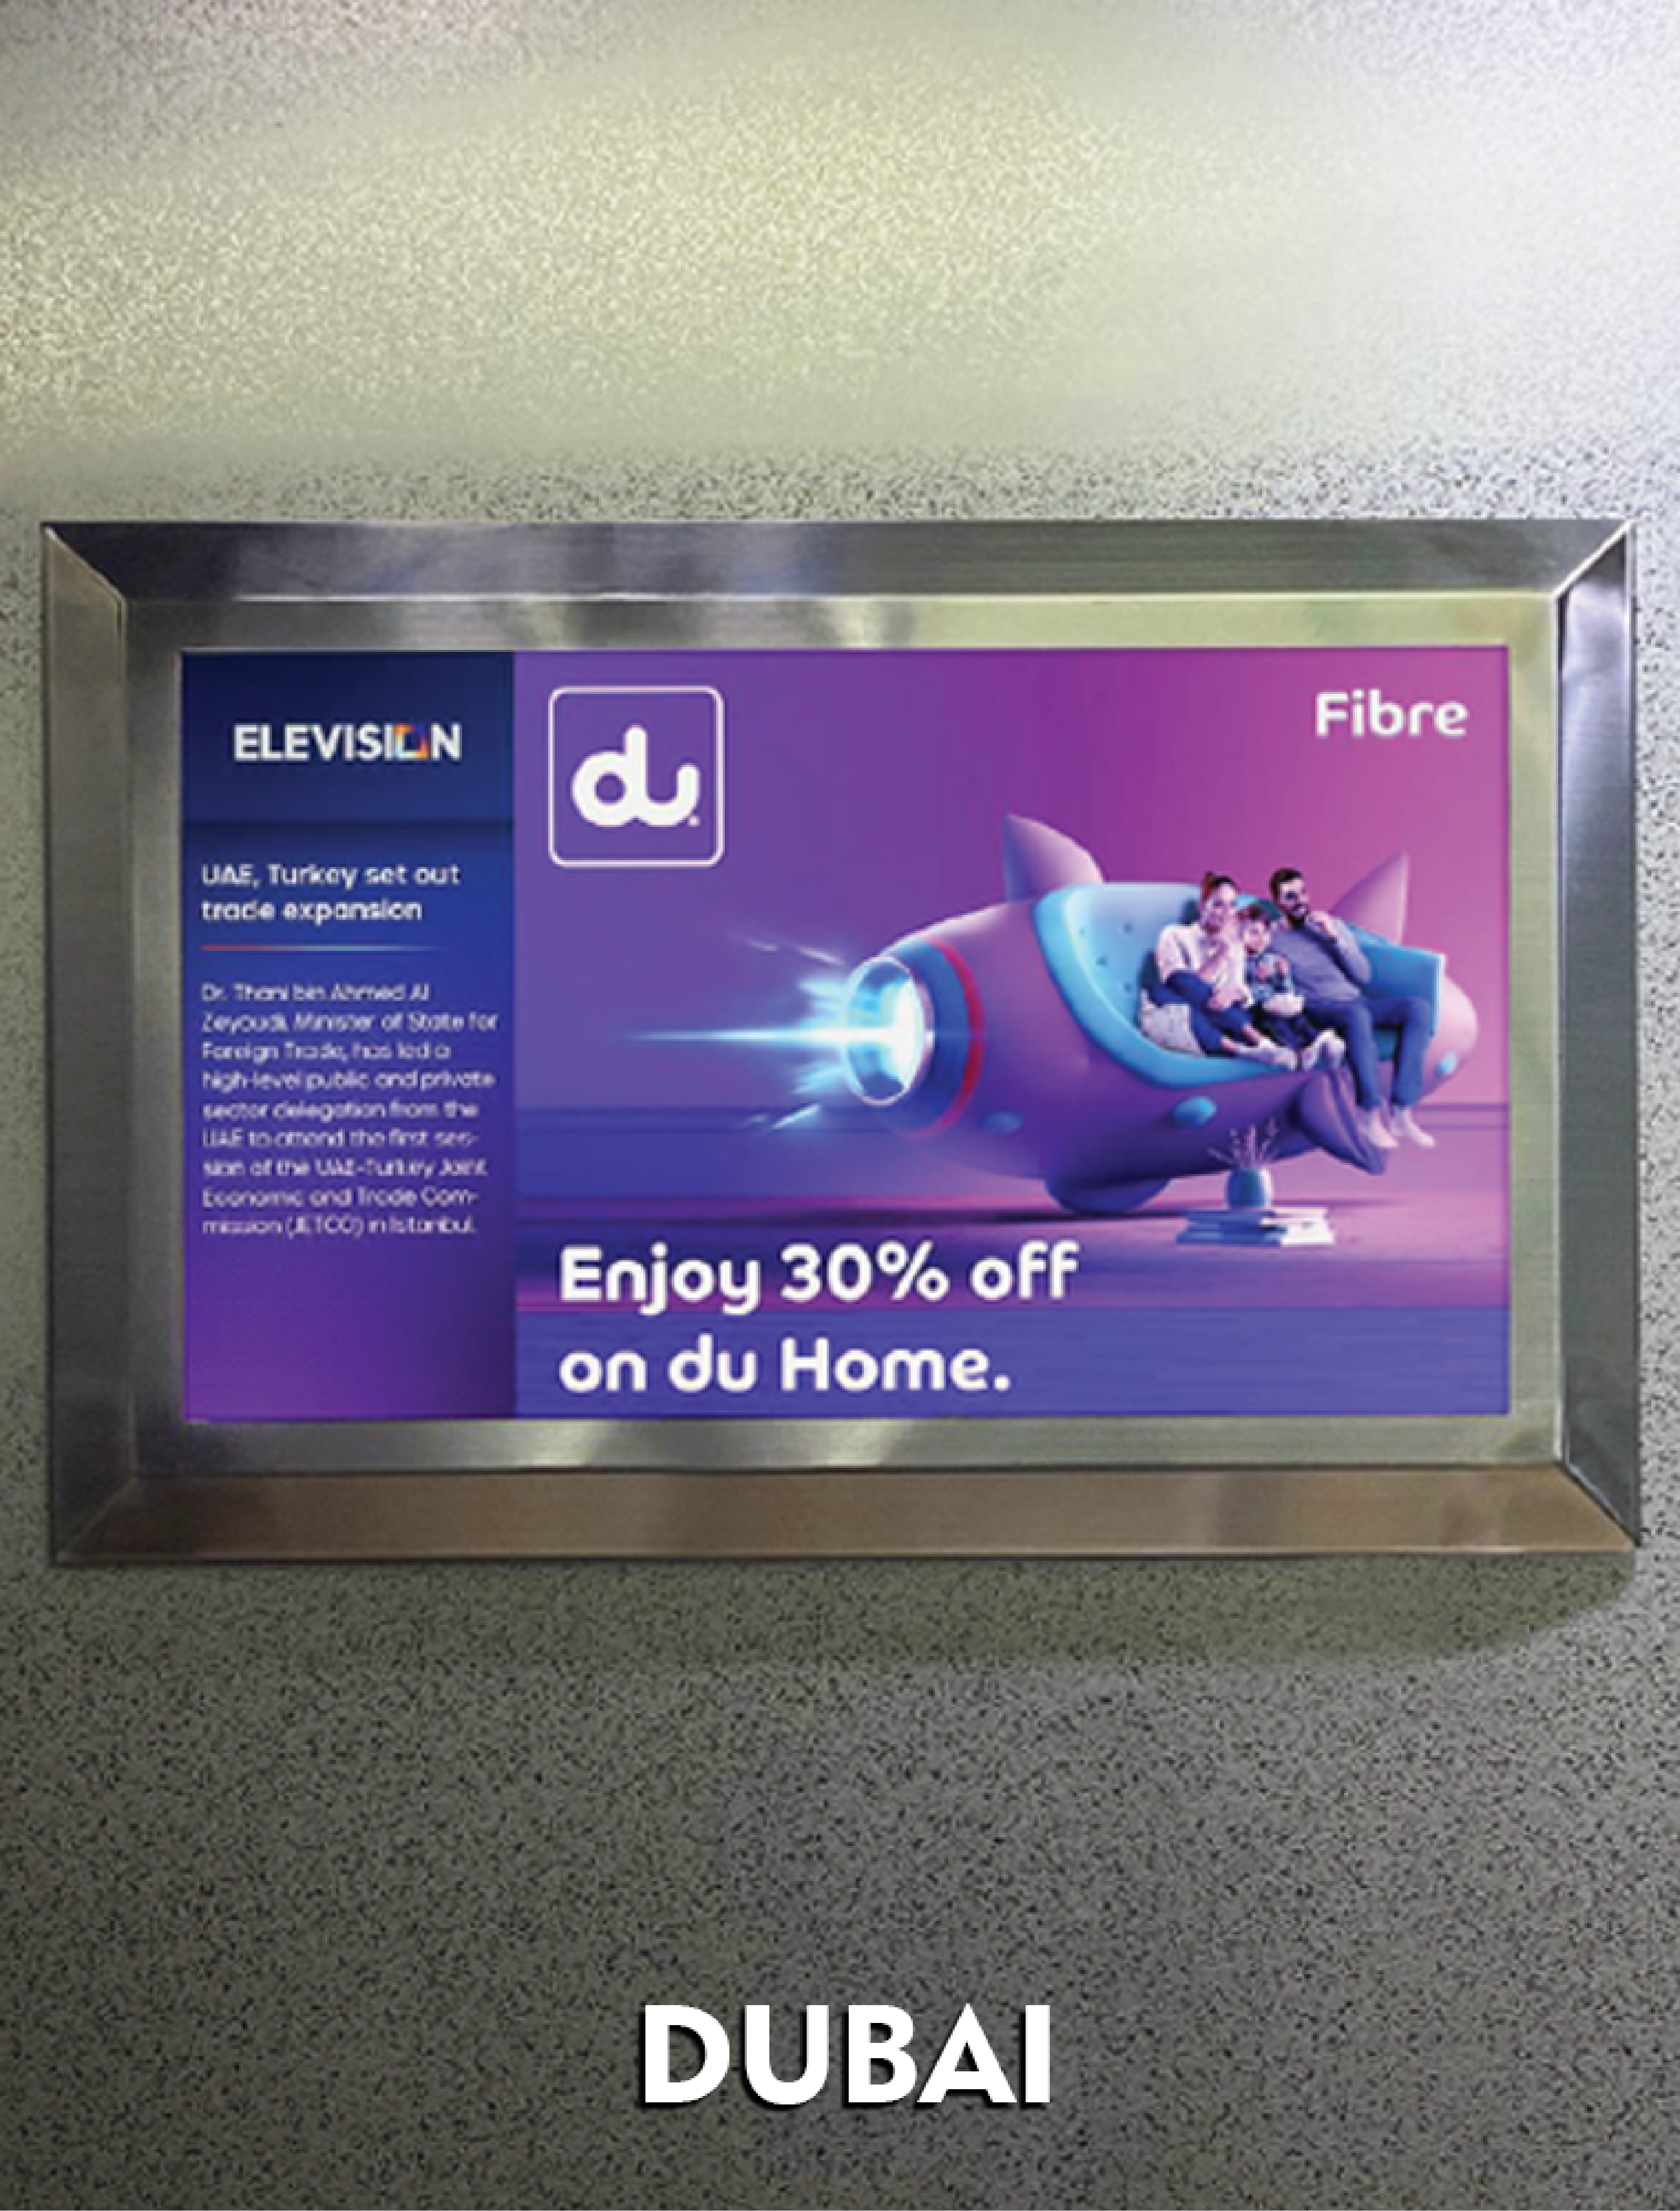 ELEVISION
UAE, Turkey set out
trade expansion
Dr. Thani bin Ahmed Al
Zeyoudi, Minister of State for
Foreign Trade, has led a
high-level public and private
sector delegation from the
UAE to attend the first ses-
sion of the UAE-Turkey Joint
Economic and Trade Com-
mission (JETCO) in Istanbul.
du
Fibre
Enjoy 30% off
on du Home.
DUBAI